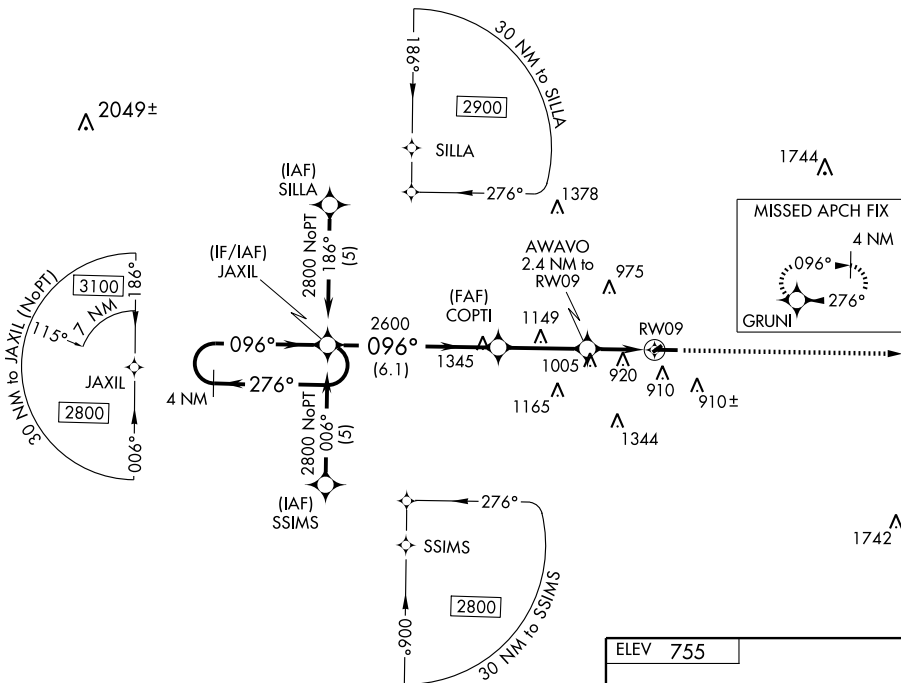 186°
30 NM to SILLA
2900
SILLA
276°
2049±
1744
1378
(IAF)
SILLA
2800 NoPT
186°
(5)
MISSED APCH FIX
4 NM
096°
276°
GRUNI
(IF/IAF)
JAXIL
AWAVO
2.4 NM to
RW09
975
30 NM to JAXIL (NoPT)
3100
186°
115°
7 NM
JAXIL
2800
006°
096°
276°
4 NM
2600
096°
(6.1)
(FAF)
COPTI
1345
1149
1005
920
RW09
910
910±
1165
1344
2800 NoPT
006°
(5)
(IAF)
SSIMS
276°
SSIMS
2800
006°
30 NM to SSIMS
1742
ELEV 755